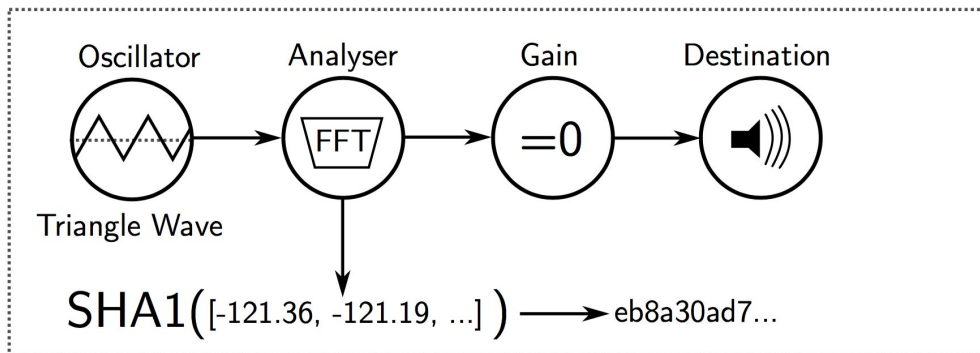 Oscillator Analyser Gain Destination
FFT =0
Triangle Wave
SHA1([-121.36, -121.19, ...]) eb8a30ad7...